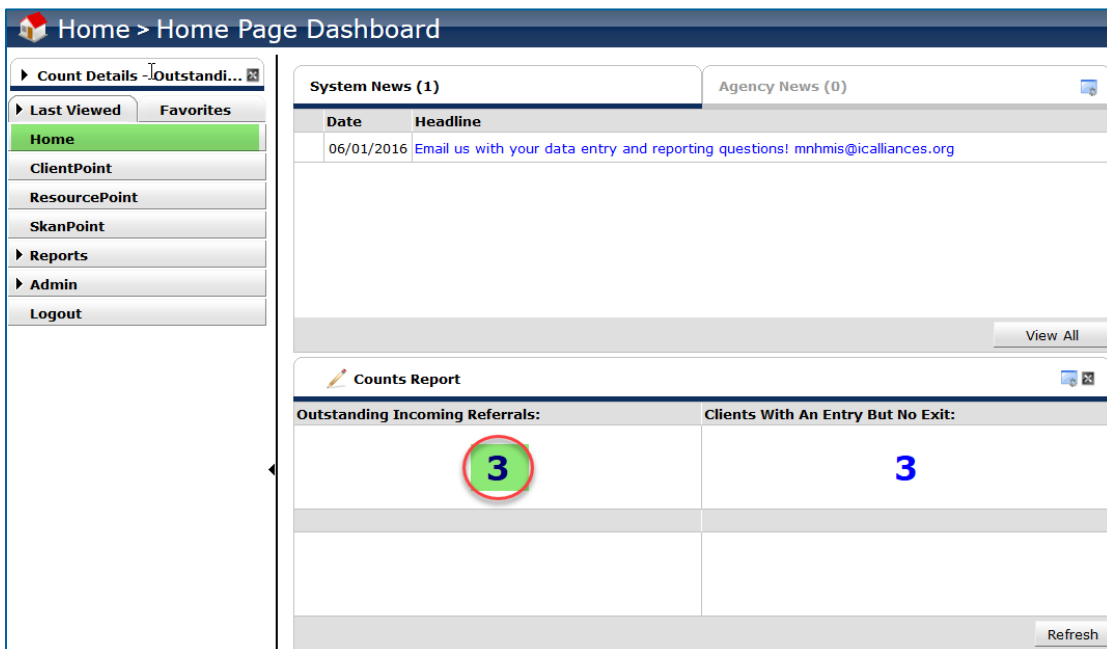 Home > Home Page Dashboard
Count Details - Outstandi...
Last Viewed Favorites
Home
ClientPoint
ResourcePoint
SkanPoint
Reports
Admin
Logout
System News (1) Agency News (0)
Date Headline
06/01/2016 Email us with your data entry and reporting questions! mnhmis@icalliances.org
View All
Counts Report
Outstanding Incoming Referrals: Clients With An Entry But No Exit:
3 3
Refresh